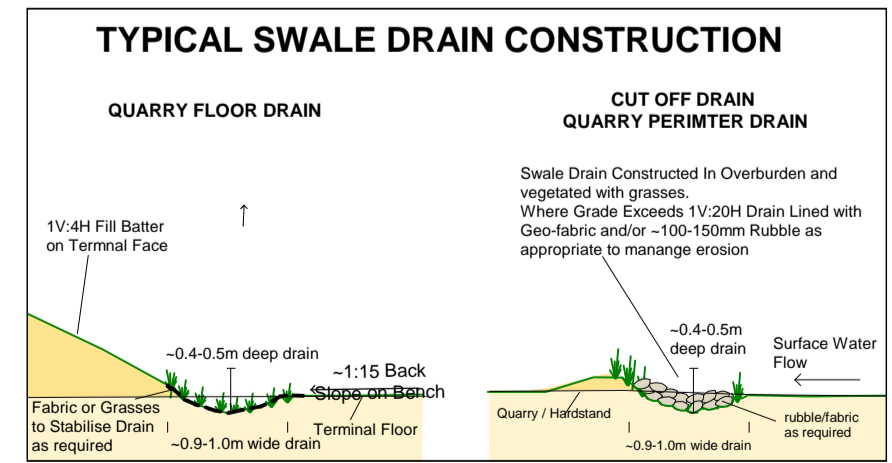 TYPICAL SWALE DRAIN CONSTRUCTION
QUARRY FLOOR DRAIN
1V:4H Fill Batter
on Termnal Face
~0.4-0.5m deep drain
~1:15 Back
Slope on Bench
Fabric or Grasses
to Stabilise Drain
as required
Terminal Floor
~0.9-1.0m wide drain
CUT OFF DRAIN
QUARRY PERIMTER DRAIN
Swale Drain Constructed In Overburden and
vegetated with grasses.
Where Grade Exceeds 1V:20H Drain Lined with
Geo-fabric and/or ~100-150mm Rubble as
appropriate to manange erosion
~0.4-0.5m
deep drain
Surface Water
Flow
Quarry / Hardstand
rubble/fabric
as required
~0.9-1.0m wide drain